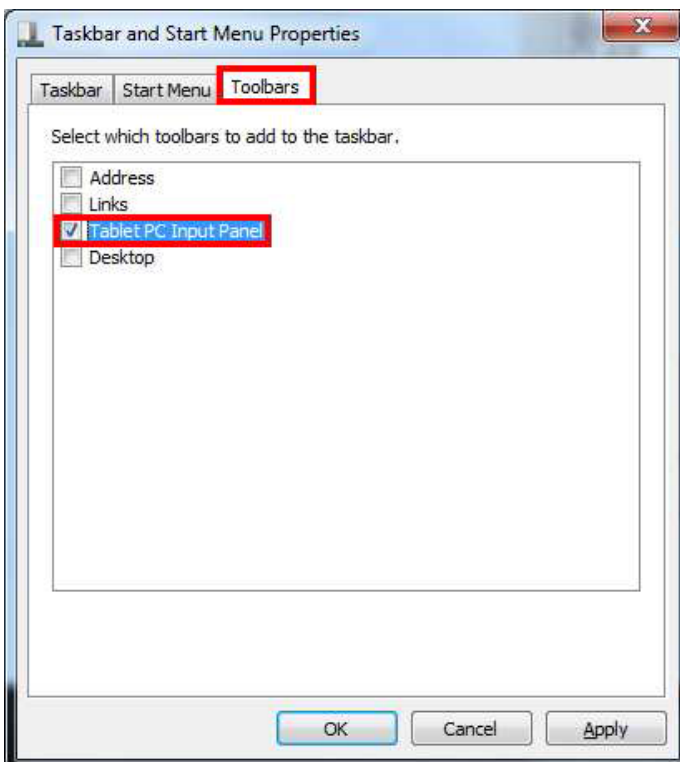 Taskbar and Start Menu Properties
Taskbar Start Menu Toolbars
Select which toolbars to add to the taskbar.
Address
Links
Tablet PC Input Panel
Desktop
OK Cancel Apply